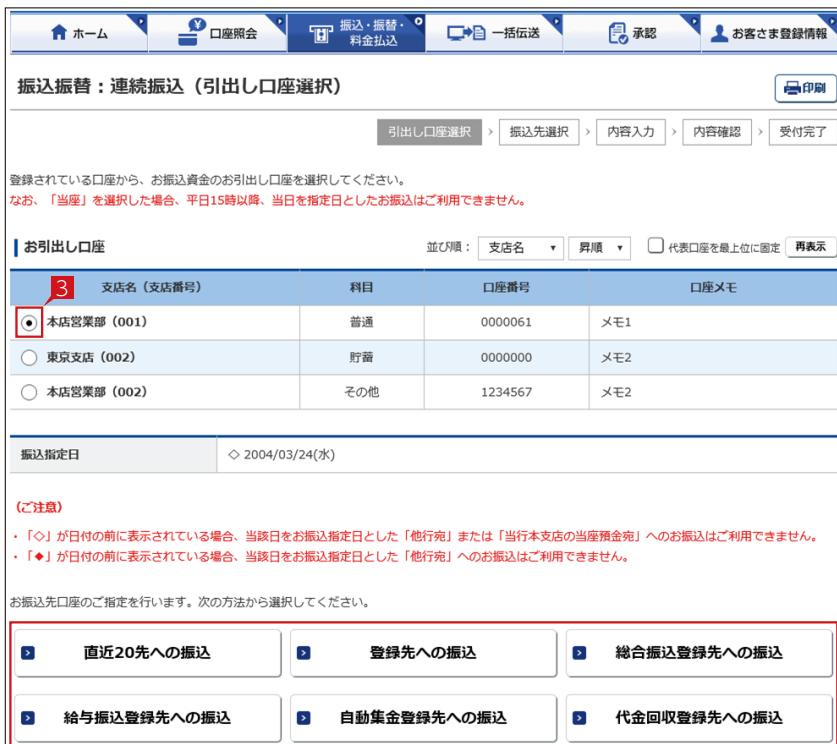 ホーム 口座照会 振込・振替・ 一括伝送 承認 お客さま登録情報
料金払込
振込振替：連続振込（引出し口座選択） 印刷
引出し口座選択 > 振込先選択 > 内容入力 > 内容確認 > 受付完了
登録されている口座から、お振込資金のお引出し口座を選択してください。
なお、「当座」を選択した場合、平日15時以降、当日を指定日としたお振込はご利用できません。
お引出し口座 並び順： 支店名 ▼ 昇順 ▼ 代表口座を最上位に固定 再表示
3 支店名（支店番号） 科目 口座番号 口座メモ
本店営業部（001） 普通 0000061 メモ1
東京支店（002） 貯蓄 0000000 メモ2
本店営業部（002） その他 1234567 メモ2
振込指定日 ◇ 2004/03/24(水)
（ご注意）
・「◇」が日付の前に表示されている場合、当該日をお振込指定日とした「他行宛」または「当行本支店の当座預金宛」へのお振込はご利用できません。
・「◆」が日付の前に表示されている場合、当該日をお振込指定日とした「他行宛」へのお振込はご利用できません。
お振込先口座のご指定を行います。次の方法から選択してください。
直近20先への振込 登録先への振込 総合振込登録先への振込
給与振込登録先への振込 自動集金登録先への振込 代金回収登録先への振込